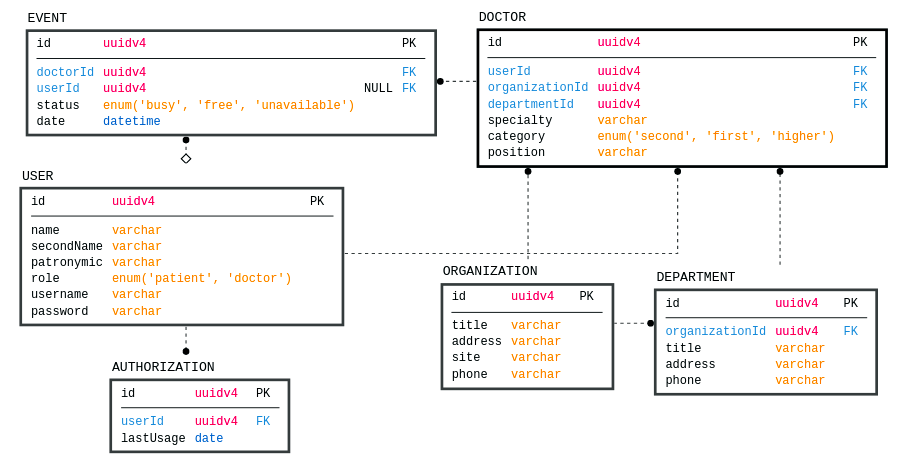 EVENT
id uuidv4 PK
doctorId uuidv4 FK
userId uuidv4 NULL FK
status enum('busy', 'free', 'unavailable')
date datetime
DOCTOR
id uuidv4 PK
userId uuidv4 FK
organizationId uuidv4 FK
departmentId uuidv4 FK
specialty varchar
category enum('second', 'first', 'higher')
position varchar
USER
id uuidv4 PK
name varchar
secondName varchar
patronymic varchar
role enum('patient', 'doctor')
username varchar
password varchar
ORGANIZATION
id uuidv4 PK
title varchar
address varchar
site varchar
phone varchar
DEPARTMENT
id uuidv4 PK
organizationId uuidv4 FK
title varchar
address varchar
phone varchar
AUTHORIZATION
id uuidv4 PK
userId uuidv4 FK
lastUsage date